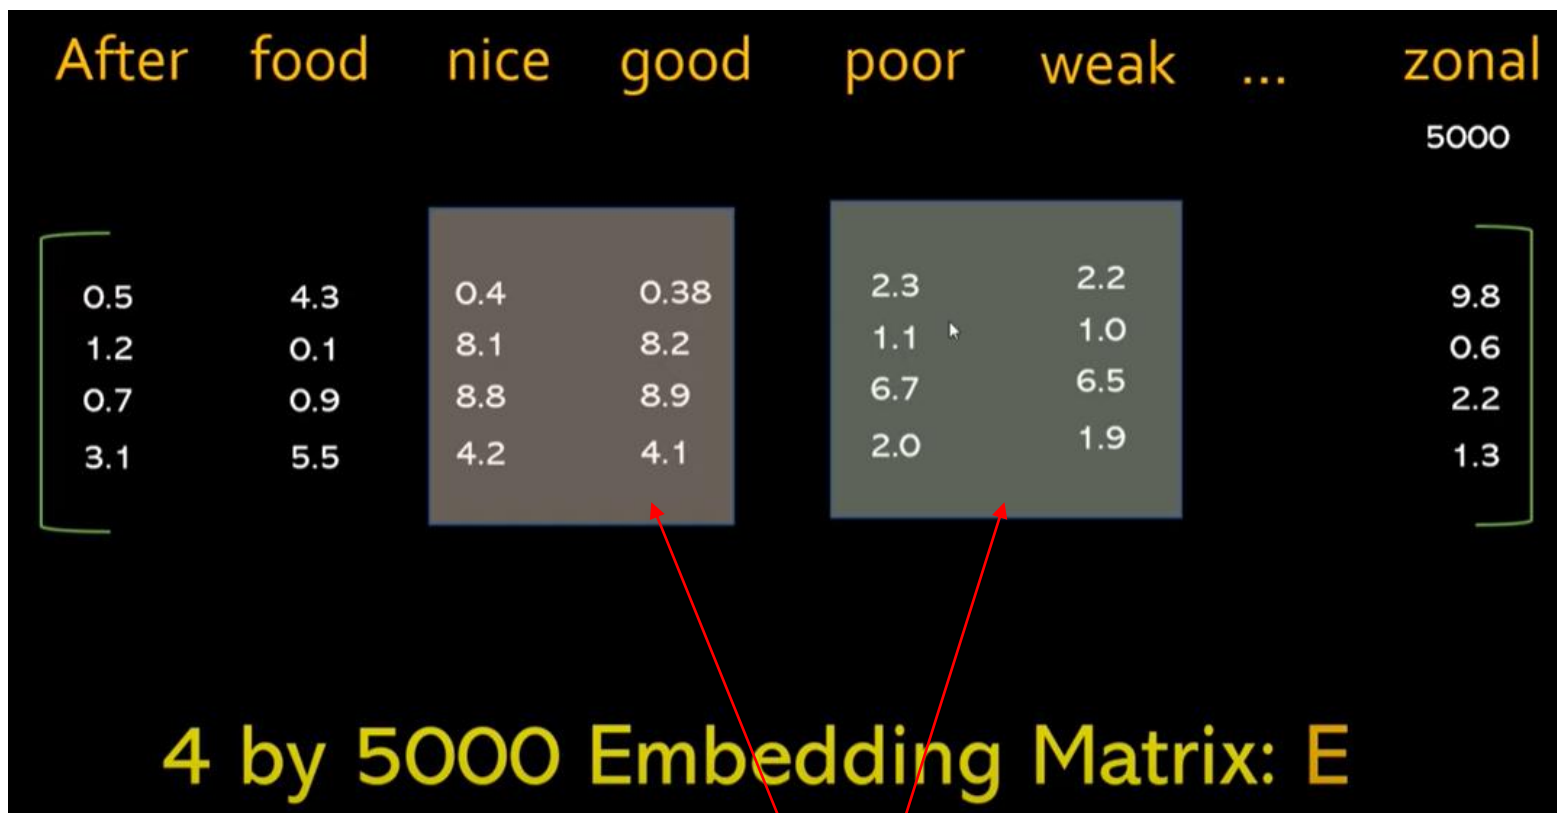 After food nice good poor weak ... zonal
5000
0.5 4.3 0.4 0.38 2.3 2.2 9.8
1.2 0.1 8.1 8.2 1.1 1.0 0.6
0.7 0.9 8.8 8.9 6.7 6.5 2.2
3.1 5.5 4.2 4.1 2.0 1.9 1.3
4 by 5000 Embedding Matrix: E